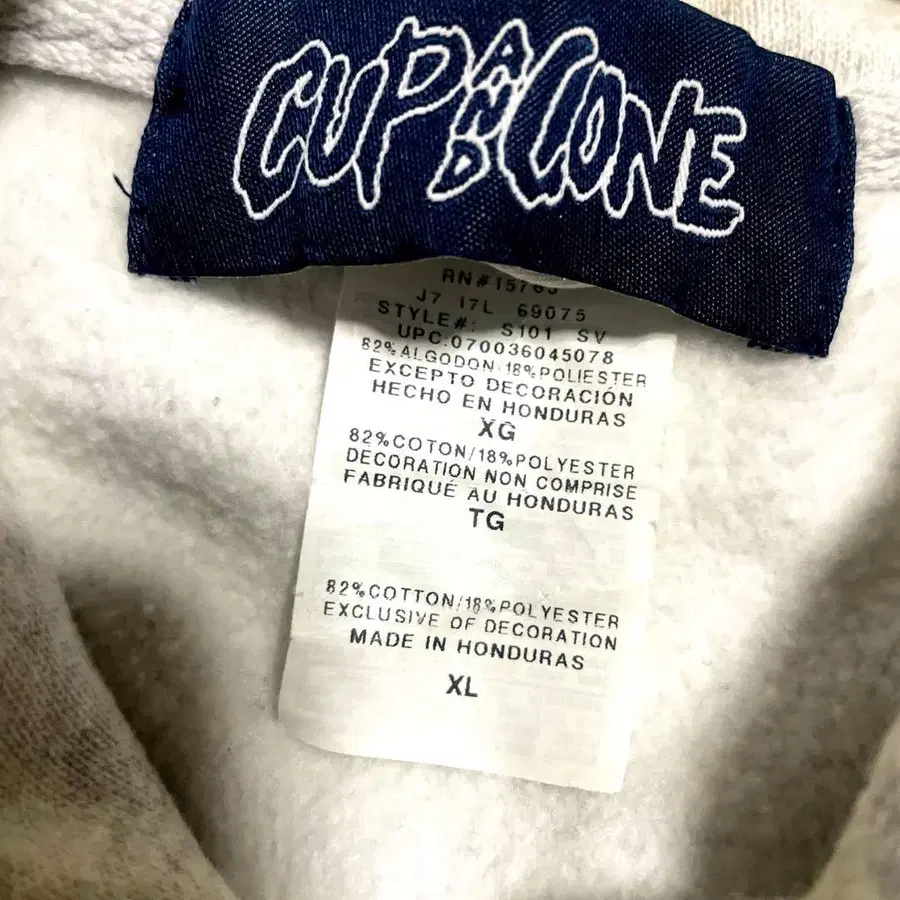 CUP AND CONE
RN#15763
J7 I7L 69075
STYLE#: S101 SV
UPC:070036045078
82%ALGODON/18%POLIESTER
EXCEPTO DECORACIÓN
HECHO EN HONDURAS
XG
82%COTON/18%POLYESTER
DECORATION NON COMPRISE
FABRIQUÉ AU HONDURAS
TG
82%COTTON/18%POLYESTER
EXCLUSIVE OF DECORATION
MADE IN HONDURAS
XL